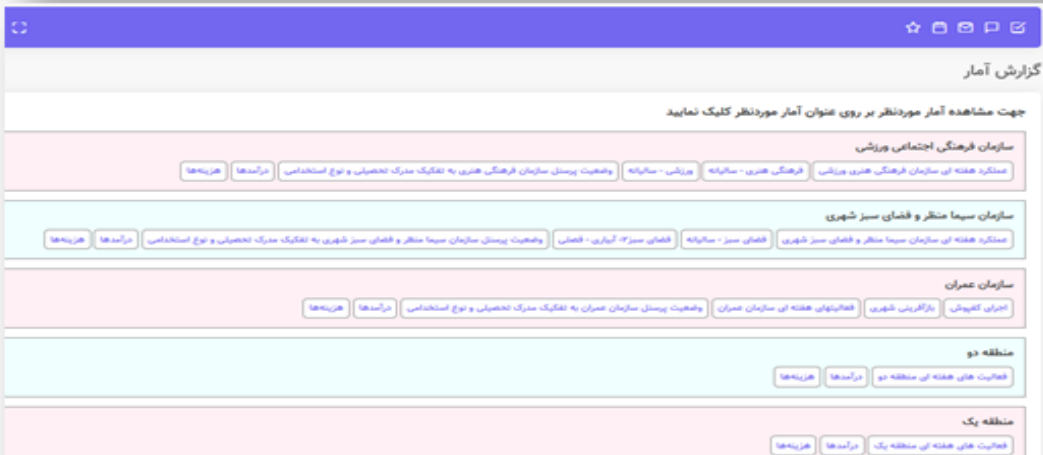 گزارش آمار
جهت مشاهده آمار موردنظر بر روی عنوان آمار موردنظر کلیک نمایید
سازمان فرهنگی اجتماعی ورزشی
عملکرد هفته ای سازمان فرهنگی هنری ورزشی فرهنگی هنری - سالیانه ورزشی - سالیانه وضعیت پرسنل سازمان فرهنگی هنری به تفکیک مدرک تحصیلی و نوع استخدامی درآمدها هزینه‌ها
سازمان سیما منظر و فضای سبز شهری
عملکرد هفته ای سازمان سیما منظر و فضای سبز شهری فضای سبز - سالیانه فضای سبز۲- آبیاری - فصلی وضعیت پرسنل سازمان سیما منظر و فضای سبز شهری به تفکیک مدرک تحصیلی و نوع استخدامی درآمدها هزینه‌ها
سازمان عمران
اجرای کفپوش بازآفرینی شهری فعالیتهای هفته ای سازمان عمران وضعیت پرسنل سازمان عمران به تفکیک مدرک تحصیلی و نوع استخدامی درآمدها هزینه‌ها
منطقه دو
فعالیت های هفته ای منطقه دو درآمدها هزینه‌ها
منطقه یک
فعالیت های هفته ای منطقه یک درآمدها هزینه‌ها